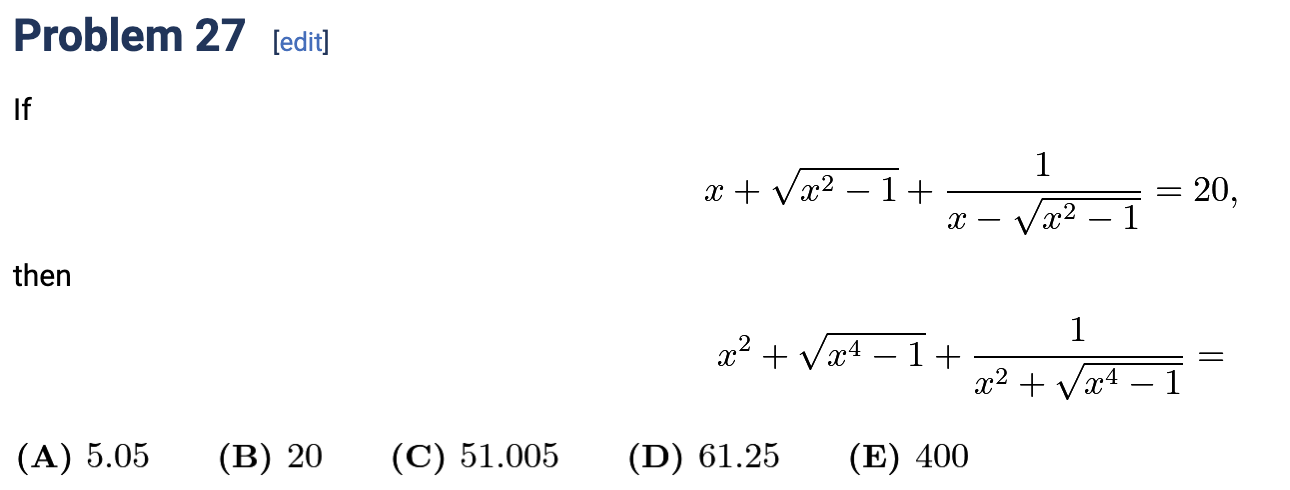 Problem 27 [edit]
If
x + √(x² − 1) + 1/(x − √(x² − 1)) = 20,
then
x² + √(x⁴ − 1) + 1/(x² + √(x⁴ − 1)) =
(A) 5.05 (B) 20 (C) 51.005 (D) 61.25 (E) 400